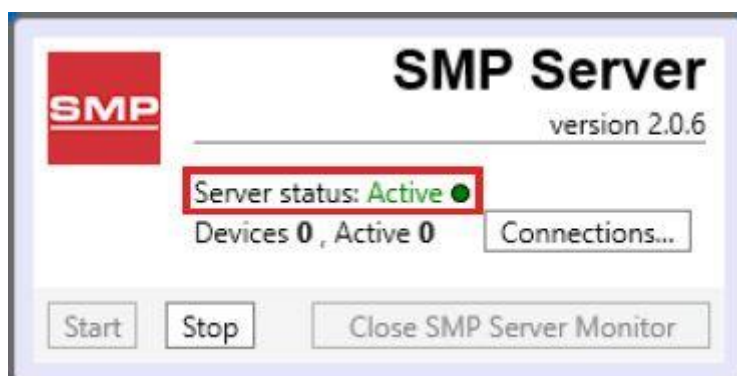 SMP
SMP Server
version 2.0.6
Server status: Active
Devices 0 , Active 0
Connections...
Start
Stop
Close SMP Server Monitor